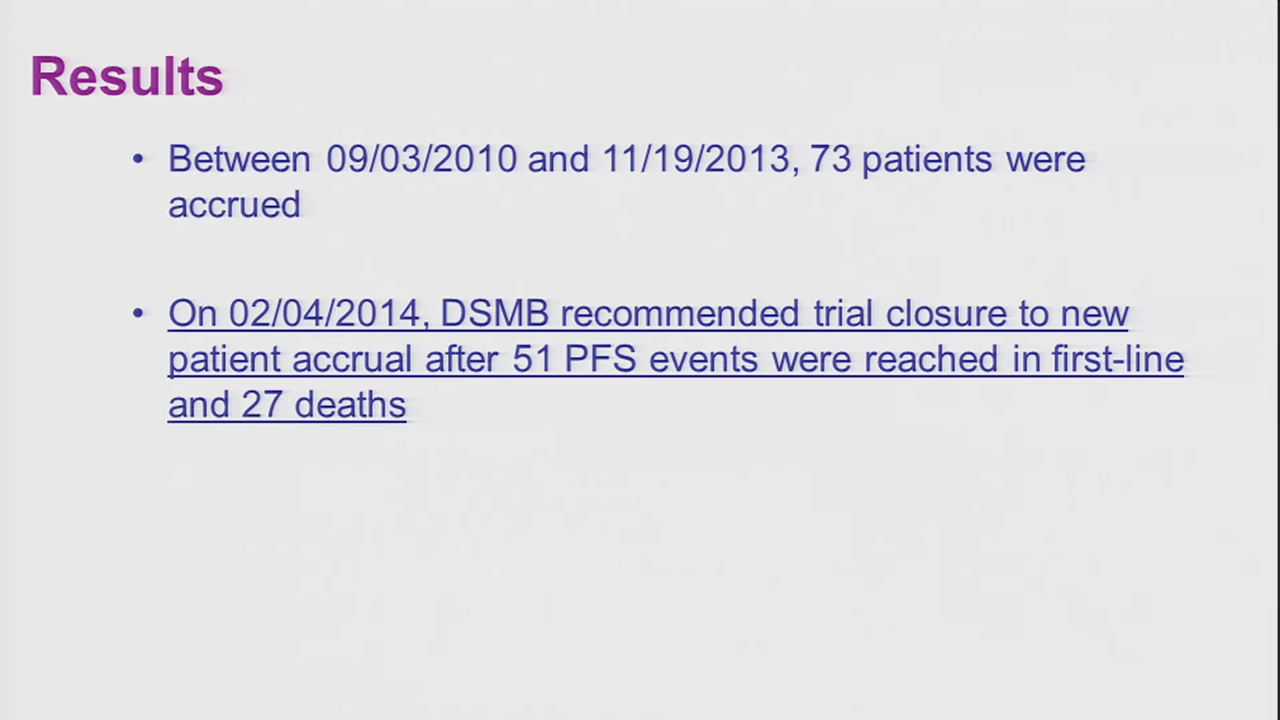 Results
• Between 09/03/2010 and 11/19/2013, 73 patients were
accrued
• On 02/04/2014, DSMB recommended trial closure to new
patient accrual after 51 PFS events were reached in first-line
and 27 deaths